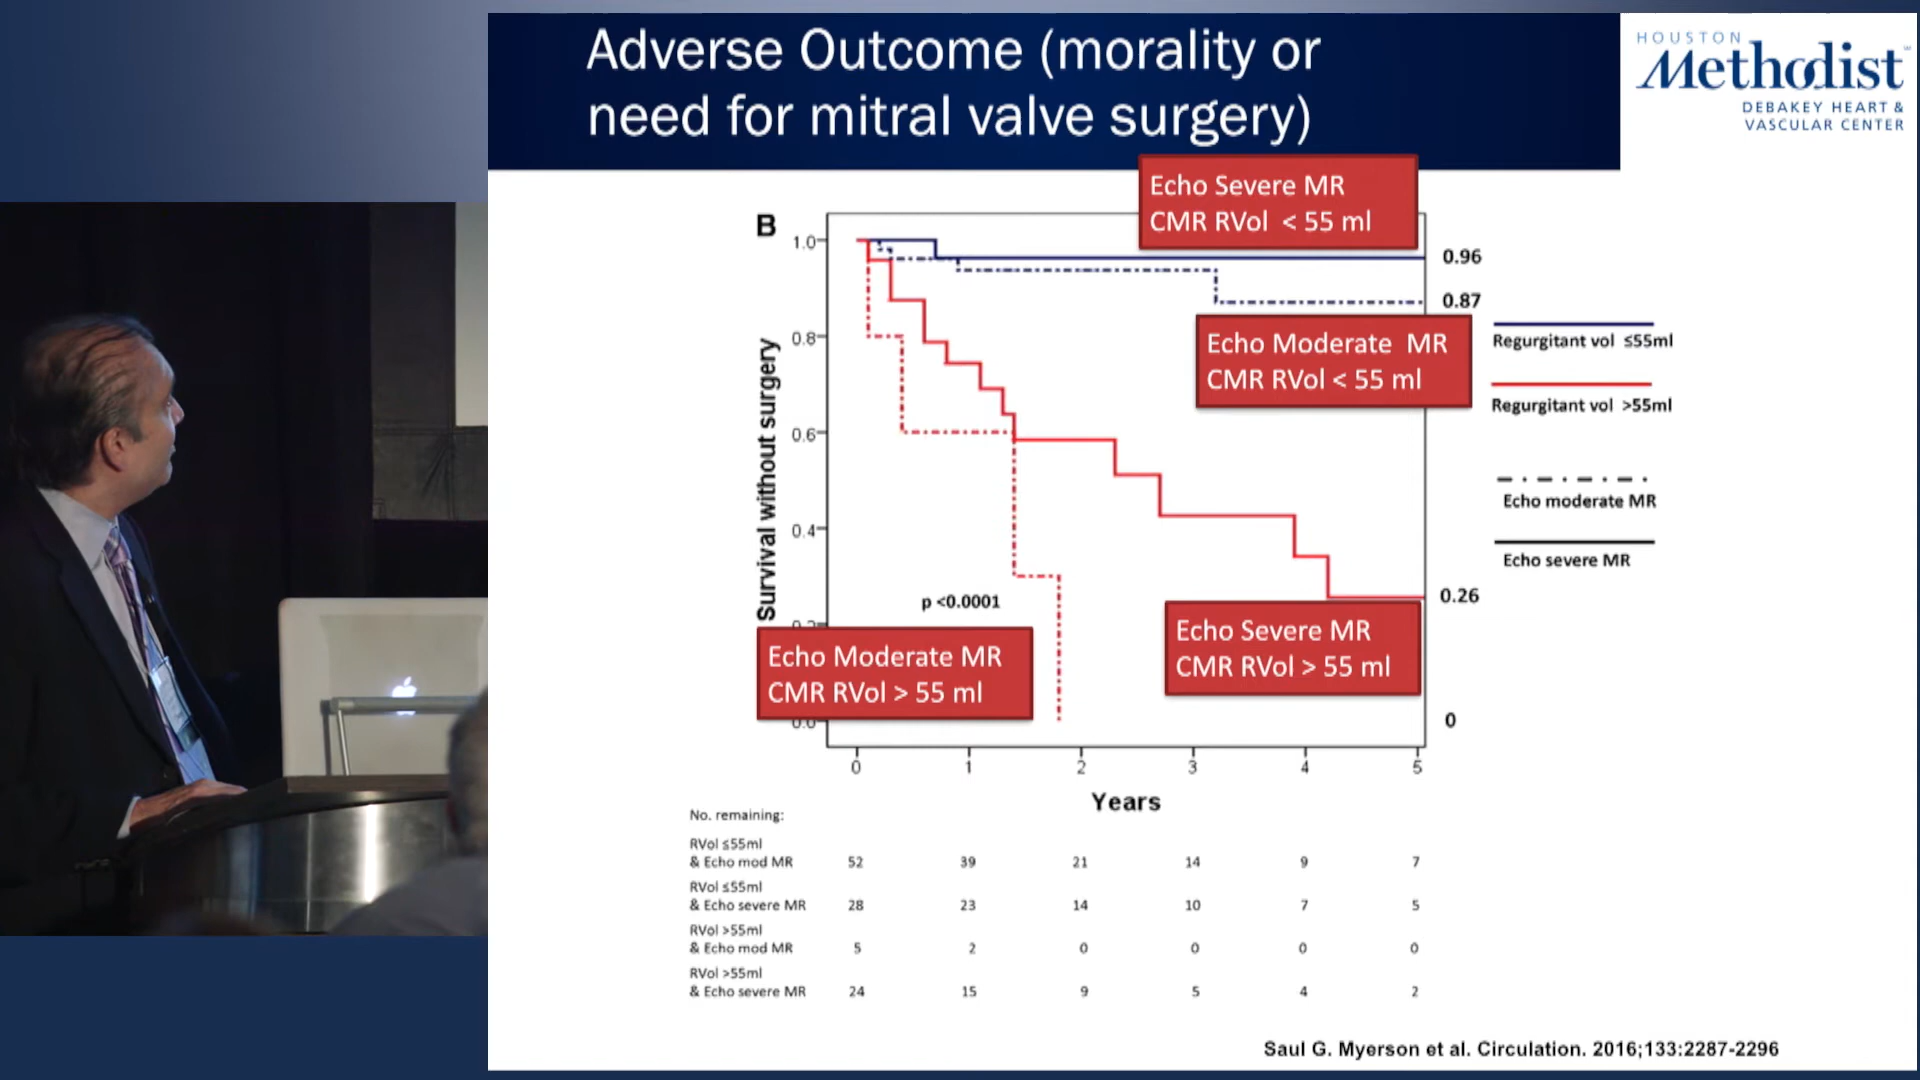 Adverse Outcome (morality or
need for mitral valve surgery)
HOUSTON
Methodist
DEBAKEY HEART &
VASCULAR CENTER
Echo Severe MR
CMR RVol < 55 ml
B
1.0
0.96
0.87
Echo Moderate MR
CMR RVol < 55 ml
Regurgitant vol ≤55ml
Regurgitant vol >55ml
Echo moderate MR
Echo severe MR
0.8
0.6
0.4
Survival without surgery
p <0.0001
0.26
Echo Severe MR
CMR RVol > 55 ml
0.2
Echo Moderate MR
CMR RVol > 55 ml
0.0
0
0 1 2 3 4 5
Years
No. remaining:
RVol ≤55ml
& Echo mod MR 52 39 21 14 9 7
RVol ≤55ml
& Echo severe MR 28 23 14 10 7 5
RVol >55ml
& Echo mod MR 5 2 0 0 0 0
RVol >55ml
& Echo severe MR 24 15 9 5 4 2
Saul G. Myerson et al. Circulation. 2016;133:2287-2296